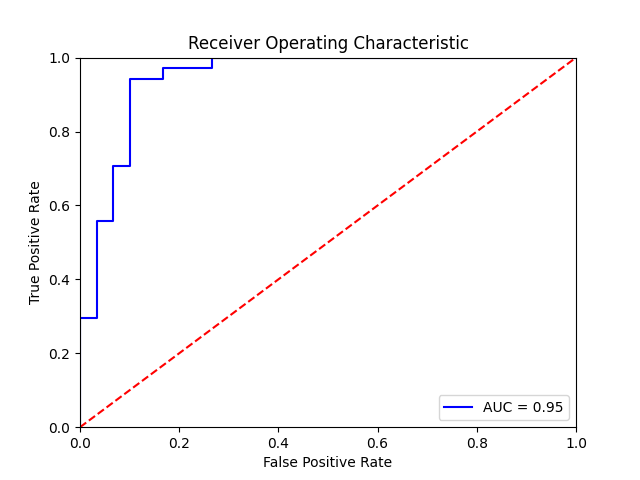 Receiver Operating Characteristic
1.0
0.8
0.6
0.4
0.2
0.0
True Positive Rate
AUC = 0.95
0.0 0.2 0.4 0.6 0.8 1.0
False Positive Rate